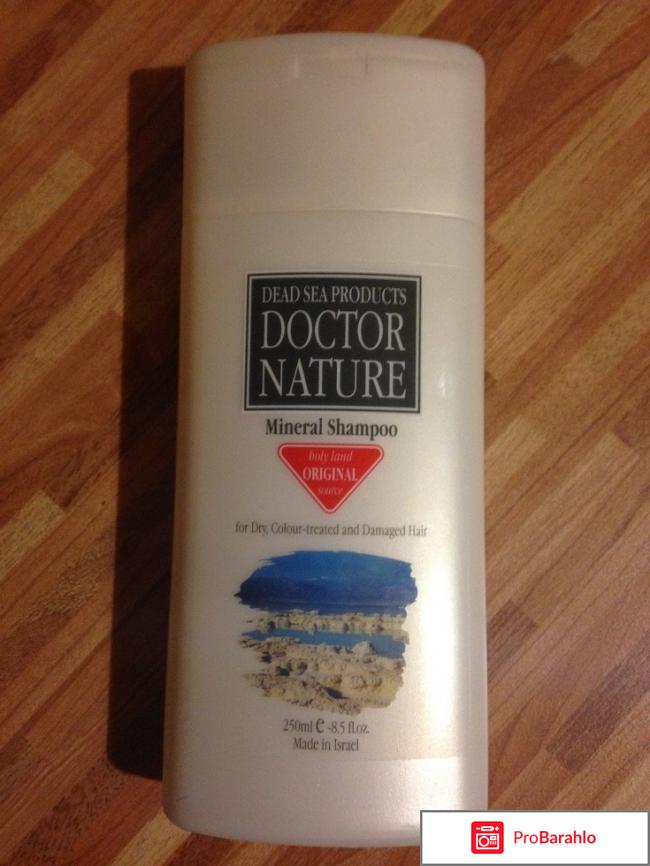 DEAD SEA PRODUCTS
DOCTOR
NATURE
Mineral Shampoo
holy land
ORIGINAL
source
for Dry, Colour-treated and Damaged Hair
250ml e -8.5 fl.oz.
Made in Israel
ProBarahlo